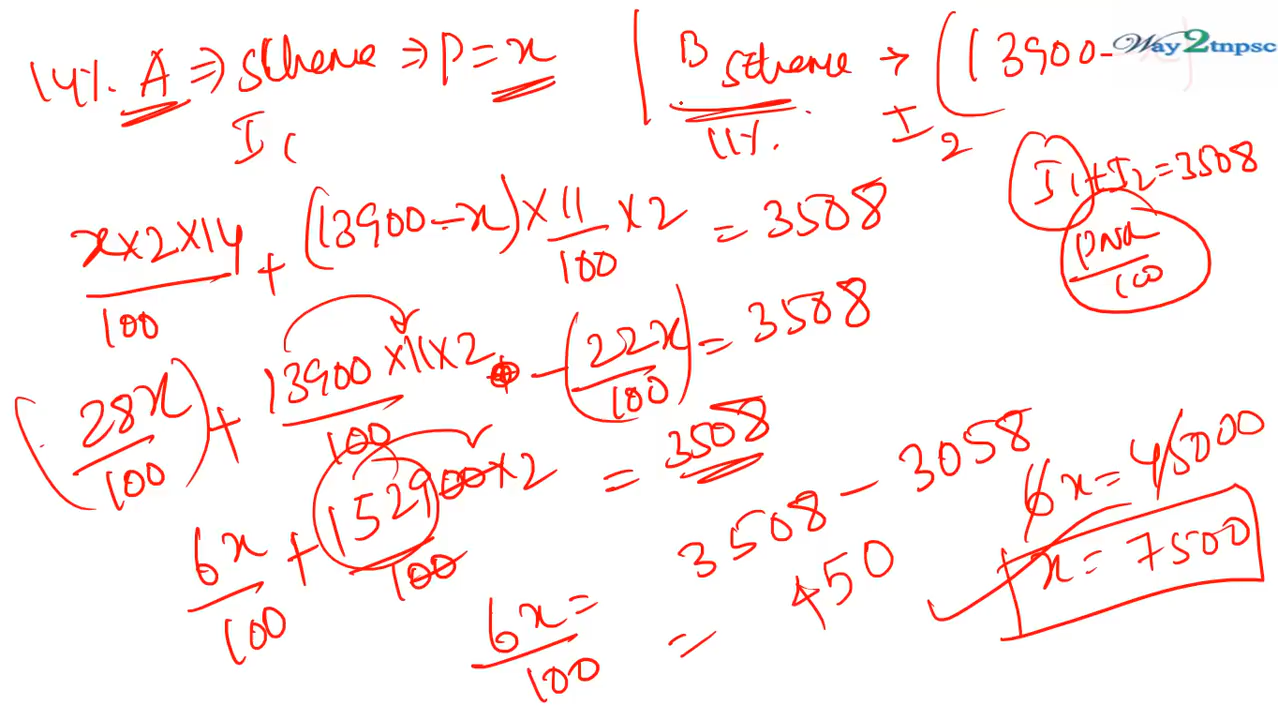 14%. A ⇒ Scheme ⇒ P = x
I1
B Scheme → (13900-
11%.
I2
Way2tnpsc
I1 + I2 = 3508
PNR/100
x×2×14/100 + (13900-x)×11/100×2 = 3508
(28x/100) + 13900×11×2/100 - (22x/100) = 3508
6x/100 + 152900×2/100 = 3508
6x/100 = 3508 - 3058
= 450
6x = 45000
x = 7500